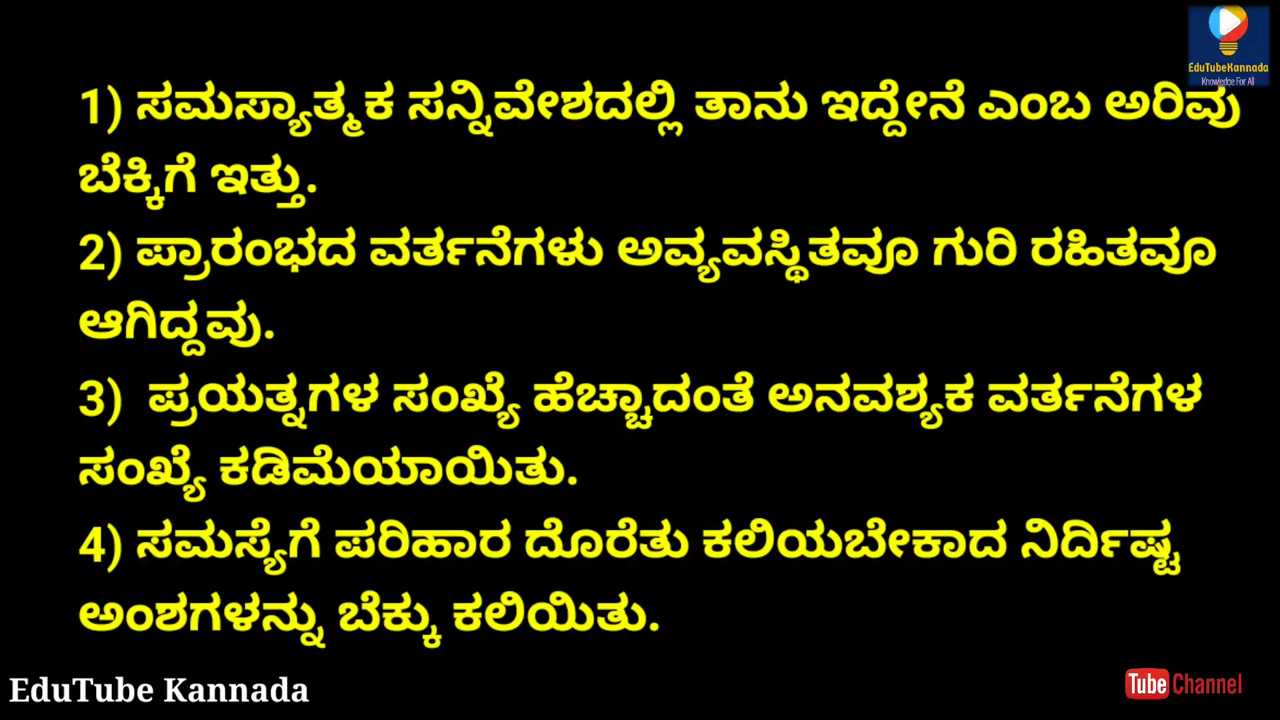 EduTubeKannada
Knowledge For All
1) ಸಮಸ್ಯಾತ್ಮಕ ಸನ್ನಿವೇಶದಲ್ಲಿ ತಾನು ಇದ್ದೇನೆ ಎಂಬ ಅರಿವು
ಬೆಕ್ಕಿಗೆ ಇತ್ತು.
2) ಪ್ರಾರಂಭದ ವರ್ತನೆಗಳು ಅವ್ಯವಸ್ಥಿತವೂ ಗುರಿ ರಹಿತವೂ
ಆಗಿದ್ದವು.
3) ಪ್ರಯತ್ನಗಳ ಸಂಖ್ಯೆ ಹೆಚ್ಚಾದಂತೆ ಅನವಶ್ಯಕ ವರ್ತನೆಗಳ
ಸಂಖ್ಯೆ ಕಡಿಮೆಯಾಯಿತು.
4) ಸಮಸ್ಯೆಗೆ ಪರಿಹಾರ ದೊರೆತು ಕಲಿಯಬೇಕಾದ ನಿರ್ದಿಷ್ಟ
ಅಂಶಗಳನ್ನು ಬೆಕ್ಕು ಕಲಿಯಿತು.
EduTube Kannada
Tube Channel